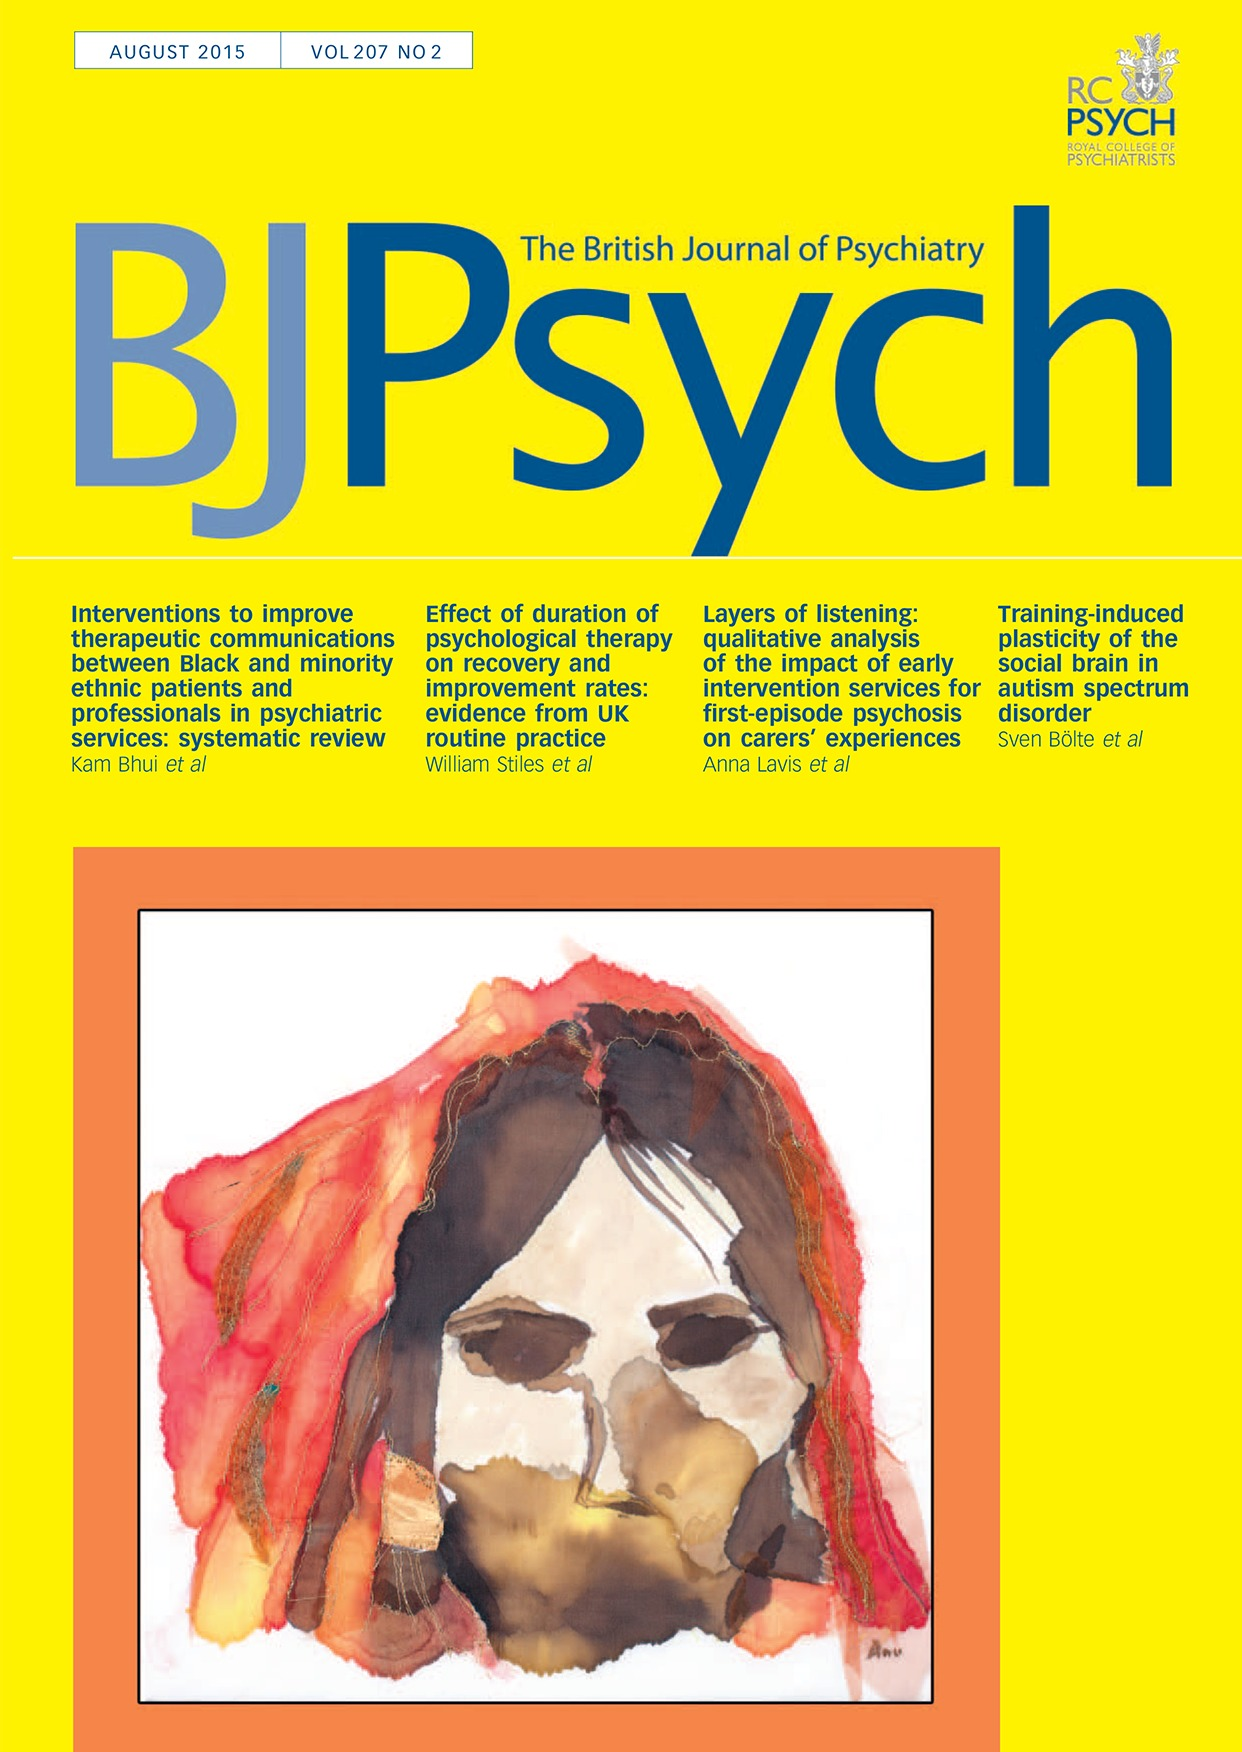 AUGUST 2015
VOL 207 NO 2
RC
PSYCH
ROYAL COLLEGE OF
PSYCHIATRISTS
BJPsych
The British Journal of Psychiatry
Interventions to improve
therapeutic communications
between Black and minority
ethnic patients and
professionals in psychiatric
services: systematic review
Kam Bhui et al
Effect of duration of
psychological therapy
on recovery and
improvement rates:
evidence from UK
routine practice
William Stiles et al
Layers of listening:
qualitative analysis
of the impact of early
intervention services for
first-episode psychosis
on carers’ experiences
Anna Lavis et al
Training-induced
plasticity of the
social brain in
autism spectrum
disorder
Sven Bölte et al
Anu